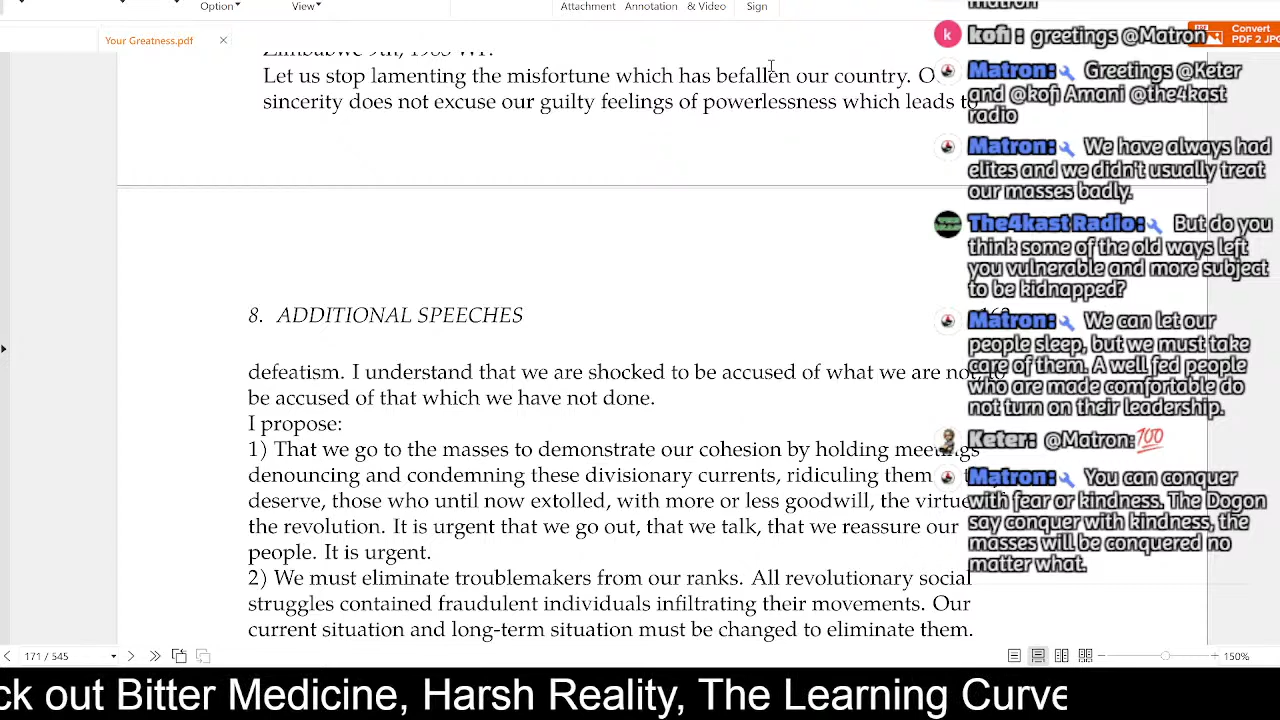 Option
View
Attachment
Annotation
& Video
Sign
Your Greatness.pdf
Convert
PDF 2 JPG
Let us stop lamenting the misfortune which has befallen our country.
sincerity does not excuse our guilty feelings of powerlessness which leads to
8. ADDITIONAL SPEECHES
defeatism. I understand that we are shocked to be accused of what we are not, to
be accused of that which we have not done.
I propose:
1) That we go to the masses to demonstrate our cohesion by holding meetings
denouncing and condemning these divisionary currents, ridiculing them
deserve, those who until now extolled, with more or less goodwill, the virtue
the revolution. It is urgent that we go out, that we talk, that we reassure our
people. It is urgent.
2) We must eliminate troublemakers from our ranks. All revolutionary social
struggles contained fraudulent individuals infiltrating their movements. Our
current situation and long-term situation must be changed to eliminate them.
matron
k kofi : greetings @Matron
Matron: Greetings @Keter
and @kofi Amani @the4kast
radio
Matron: We have always had
elites and we didn't usually treat
our masses badly.
The4kast Radio: But do you
think some of the old ways left
you vulnerable and more subject
to be kidnapped?
Matron: We can let our
people sleep, but we must take
care of them. A well fed people
who are made comfortable do
not turn on their leadership.
Keter: @Matron: 💯
Matron: You can conquer
with fear or kindness. The Dogon
say conquer with kindness, the
masses will be conquered no
matter what.
171 / 545
150%
ck out Bitter Medicine, Harsh Reality, The Learning Curve